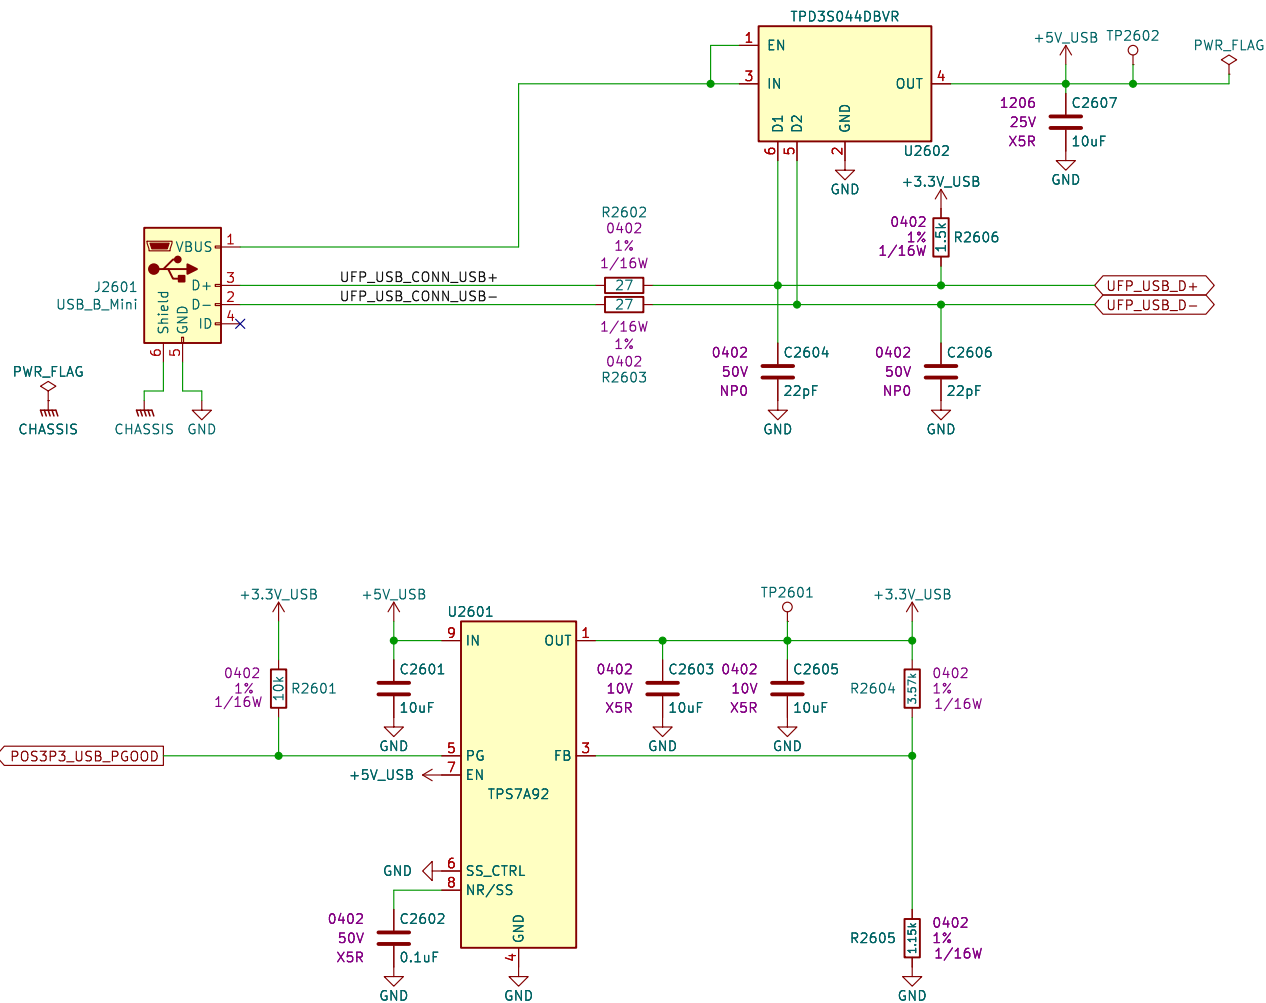 TPD3S044DBVR
1 EN
3 IN
OUT 4
D1
D2
GND
6
5
2
U2602
GND
+5V_USB
TP2602
PWR_FLAG
1206
25V
X5R
C2607
10uF
GND
+3.3V_USB
0402
1%
1/16W
1.5k
R2606
R2602
0402
1%
1/16W
27
27
1/16W
1%
0402
R2603
VBUS 1
D+ 3
D- 2
ID 4
Shield
GND
6
5
J2601
USB_B_Mini
UFP_USB_CONN_USB+
UFP_USB_CONN_USB-
UFP_USB_D+
UFP_USB_D-
PWR_FLAG
CHASSIS
CHASSIS
GND
0402
50V
NP0
C2604
22pF
GND
0402
50V
NP0
C2606
22pF
GND
+3.3V_USB
0402
1%
1/16W
10k
R2601
POS3P3_USB_PGOOD
+5V_USB
C2601
10uF
GND
U2601
9 IN
OUT 1
5 PG
7 EN
FB 3
+5V_USB
TPS7A92
GND
6 SS_CTRL
8 NR/SS
GND
4
GND
0402
50V
X5R
C2602
0.1uF
GND
0402
10V
X5R
C2603
10uF
GND
TP2601
0402
10V
X5R
C2605
10uF
GND
+3.3V_USB
R2604
3.57k
0402
1%
1/16W
R2605
1.15k
0402
1%
1/16W
GND